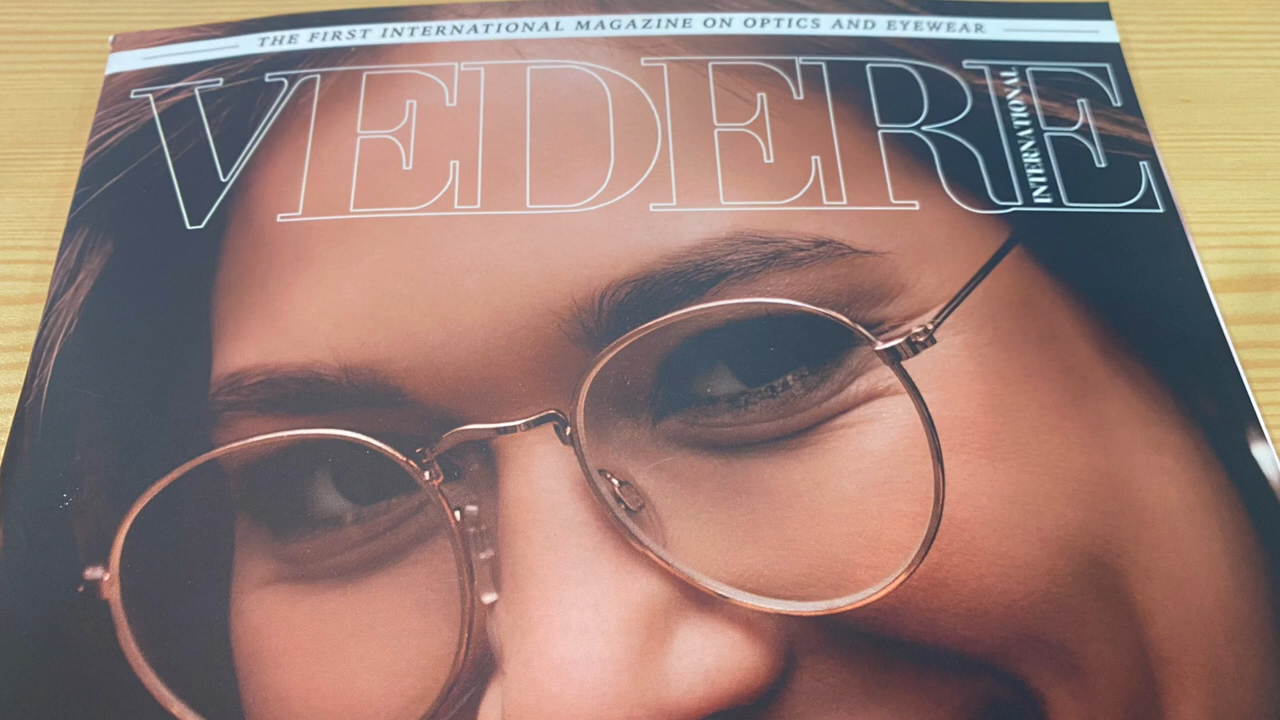 THE FIRST INTERNATIONAL MAGAZINE ON OPTICS AND EYEWEAR
VEDERE
INTERNATIONAL